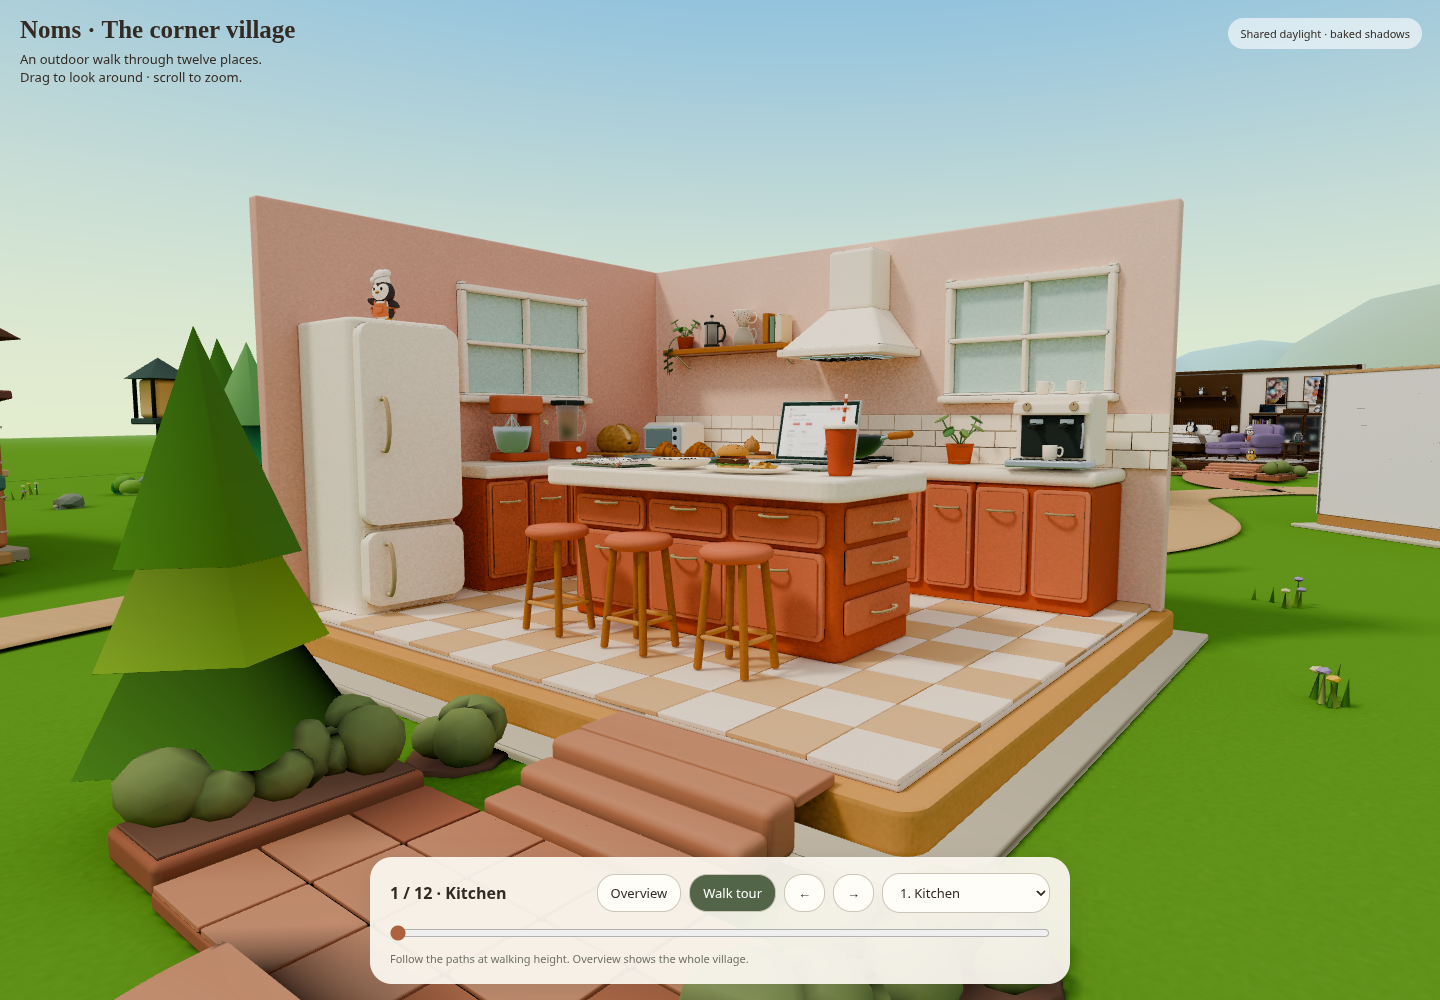 Noms · The corner village
An outdoor walk through twelve places.
Drag to look around · scroll to zoom.
Shared daylight · baked shadows
1 / 12 · Kitchen
Overview
Walk tour
←
→
1. Kitchen
Follow the paths at walking height. Overview shows the whole village.